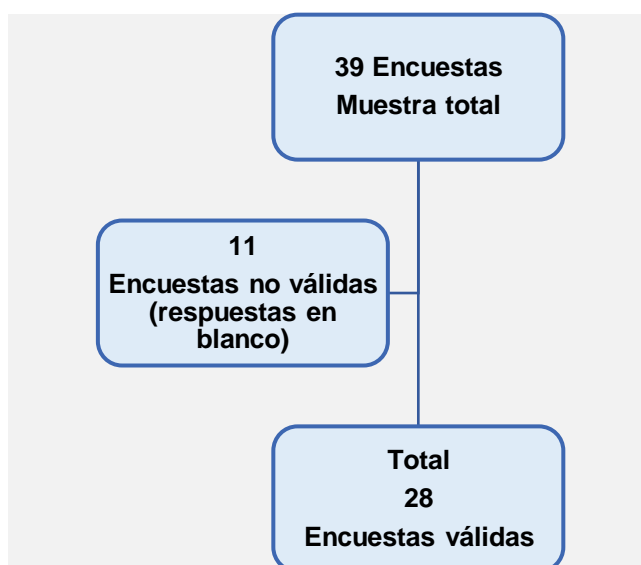 39 Encuestas
Muestra total
11
Encuestas no válidas
(respuestas en
blanco)
Total
28
Encuestas válidas